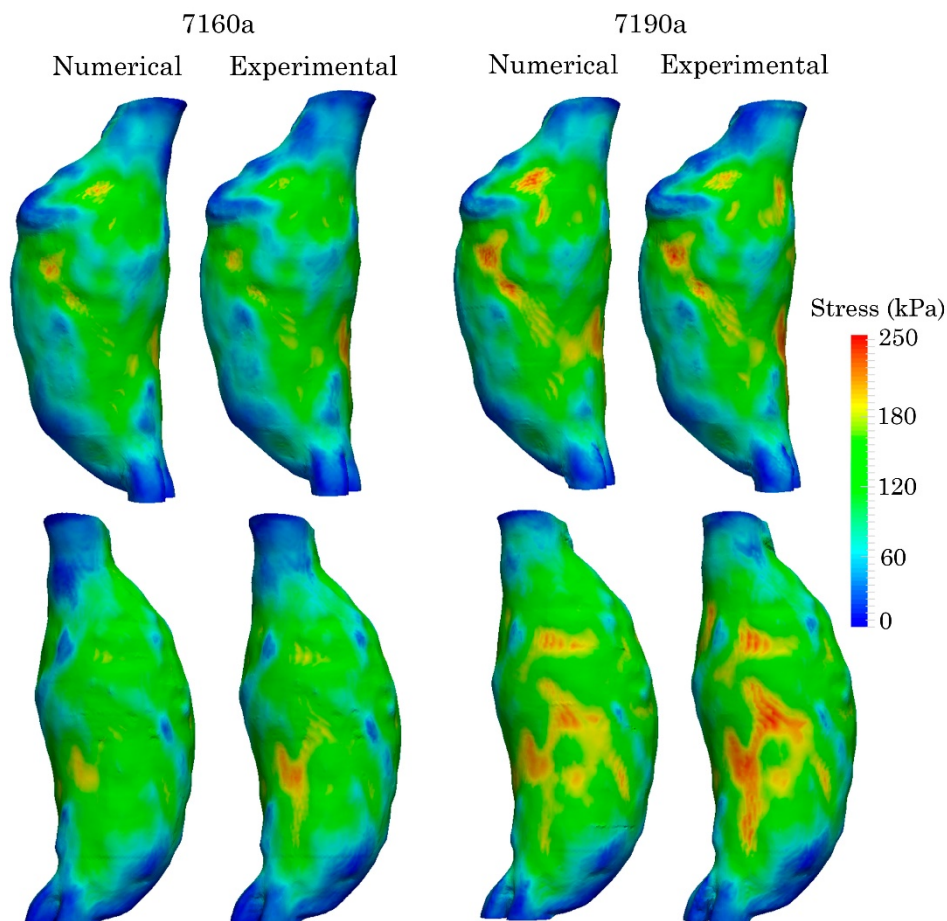 7160a
7190a
Numerical
Experimental
Numerical
Experimental
Stress (kPa)
250
180
120
60
0